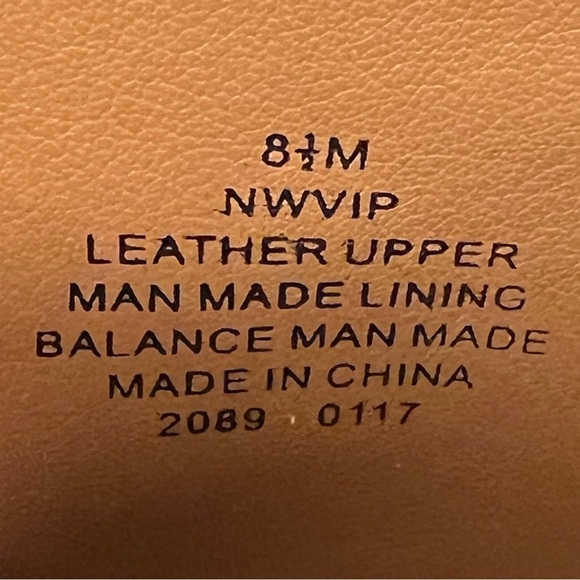 8½M
NWVIP
LEATHER UPPER
MAN MADE LINING
BALANCE MAN MADE
MADE IN CHINA
2089 0117